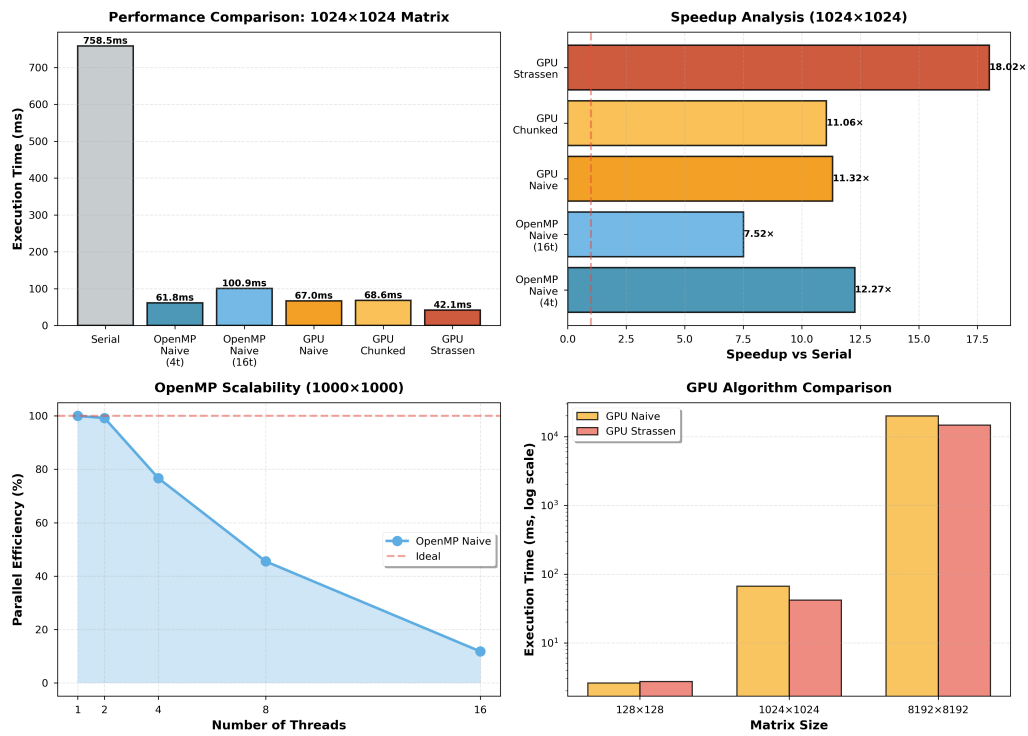 Performance Comparison: 1024×1024 Matrix
Execution Time (ms)
700
600
500
400
300
200
100
0
758.5ms
61.8ms
100.9ms
67.0ms
68.6ms
42.1ms
Serial
OpenMP
Naive
(4t)
OpenMP
Naive
(16t)
GPU
Naive
GPU
Chunked
GPU
Strassen
Speedup Analysis (1024×1024)
GPU
Strassen
18.02×
GPU
Chunked
11.06×
GPU
Naive
11.32×
OpenMP
Naive
(16t)
7.52×
OpenMP
Naive
(4t)
12.27×
0.0 2.5 5.0 7.5 10.0 12.5 15.0 17.5
Speedup vs Serial
OpenMP Scalability (1000×1000)
Parallel Efficiency (%)
100
80
60
40
20
0
OpenMP Naive
Ideal
1 2 4 8 16
Number of Threads
GPU Algorithm Comparison
Execution Time (ms, log scale)
GPU Naive
GPU Strassen
10⁴
10³
10²
10¹
128×128 1024×1024 8192×8192
Matrix Size